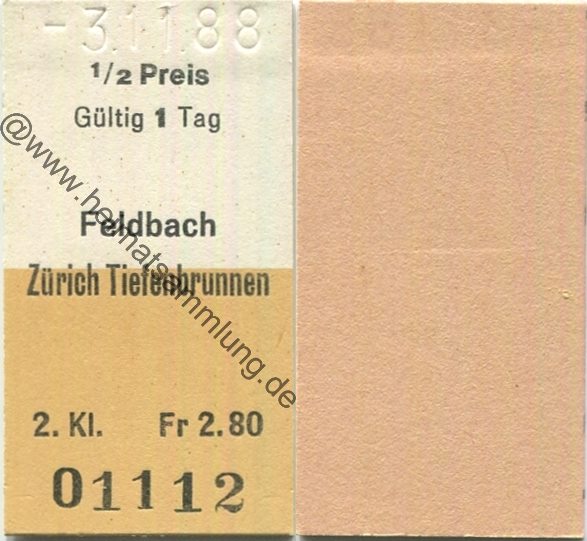 -3.11.88
1/2 Preis
Gültig 1 Tag
Feldbach
Zürich Tiefenbrunnen
2. Kl. Fr 2.80
01112
@www.heimatsammlung.de